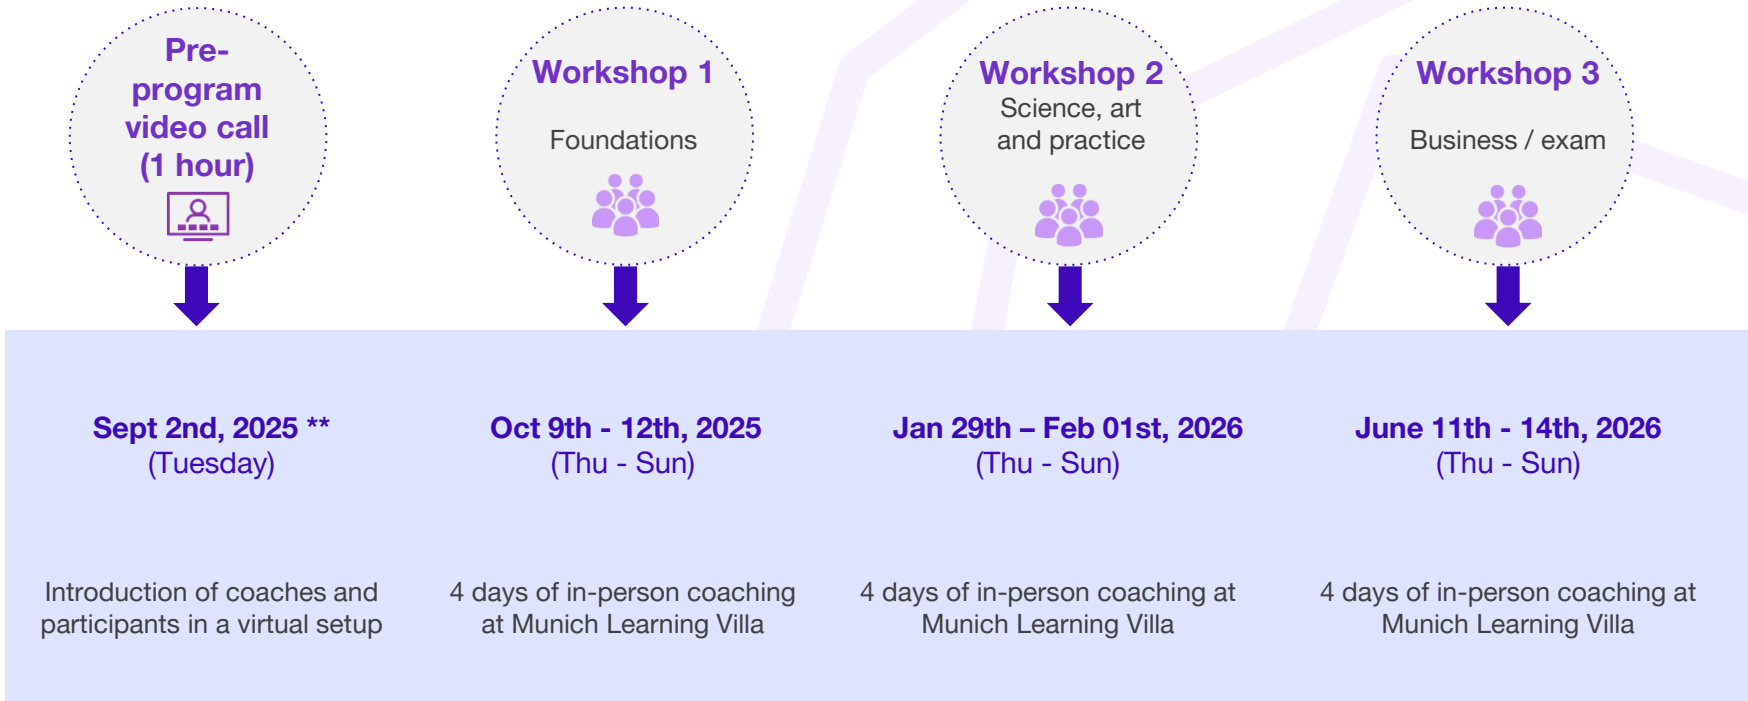 Pre-
program
video call
(1 hour)
Workshop 1
Foundations
Workshop 2
Science, art
and practice
Workshop 3
Business / exam
Sept 2nd, 2025 **
(Tuesday)
Oct 9th - 12th, 2025
(Thu - Sun)
Jan 29th – Feb 01st, 2026
(Thu - Sun)
June 11th - 14th, 2026
(Thu - Sun)
Introduction of coaches and
participants in a virtual setup
4 days of in-person coaching
at Munich Learning Villa
4 days of in-person coaching at
Munich Learning Villa
4 days of in-person coaching at
Munich Learning Villa